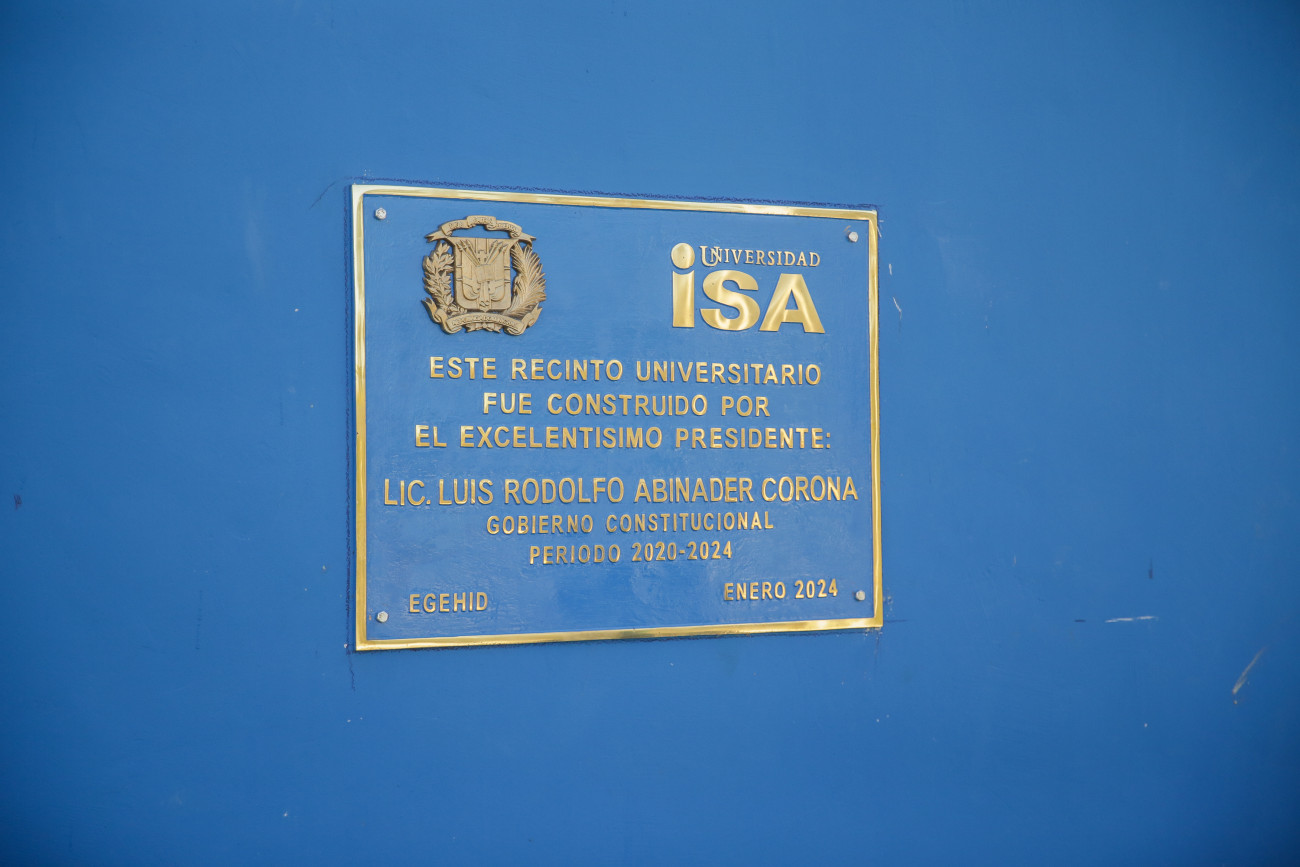 UNIVERSIDAD
iSA
ESTE RECINTO UNIVERSITARIO
FUE CONSTRUIDO POR
EL EXCELENTISIMO PRESIDENTE:
LIC. LUIS RODOLFO ABINADER CORONA
GOBIERNO CONSTITUCIONAL
PERIODO 2020-2024
EGEHID
ENERO 2024